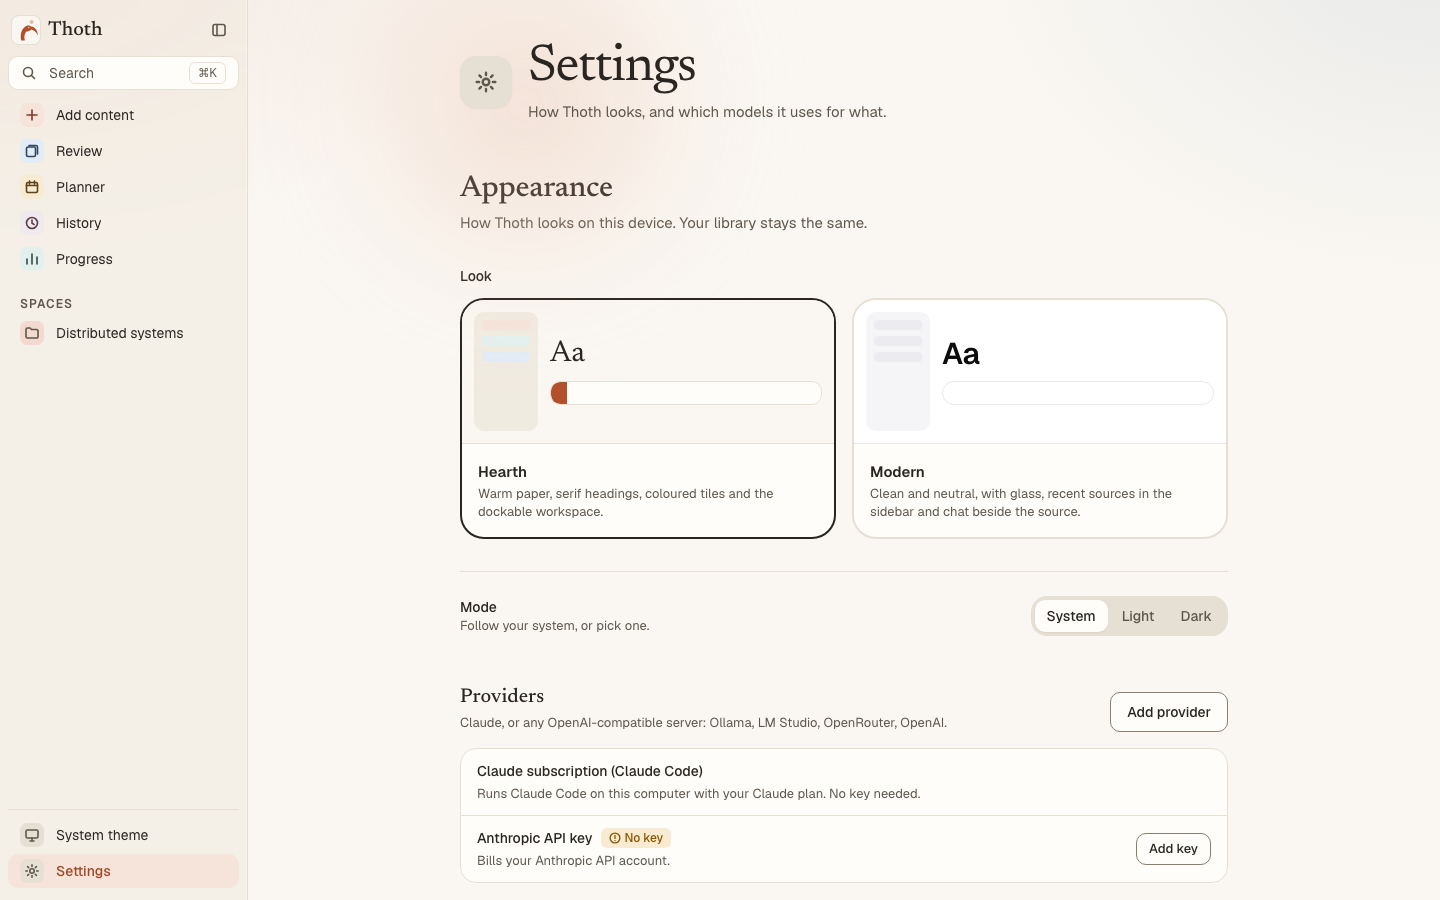 Thoth
Search ⌘K
Add content
Review
Planner
History
Progress
SPACES
Distributed systems
System theme
Settings
Settings
How Thoth looks, and which models it uses for what.
Appearance
How Thoth looks on this device. Your library stays the same.
Look
Aa
Hearth
Warm paper, serif headings, coloured tiles and the
dockable workspace.
Aa
Modern
Clean and neutral, with glass, recent sources in the
sidebar and chat beside the source.
Mode
Follow your system, or pick one.
System Light Dark
Providers
Claude, or any OpenAI-compatible server: Ollama, LM Studio, OpenRouter, OpenAI.
Add provider
Claude subscription (Claude Code)
Runs Claude Code on this computer with your Claude plan. No key needed.
Anthropic API key No key
Bills your Anthropic API account.
Add key